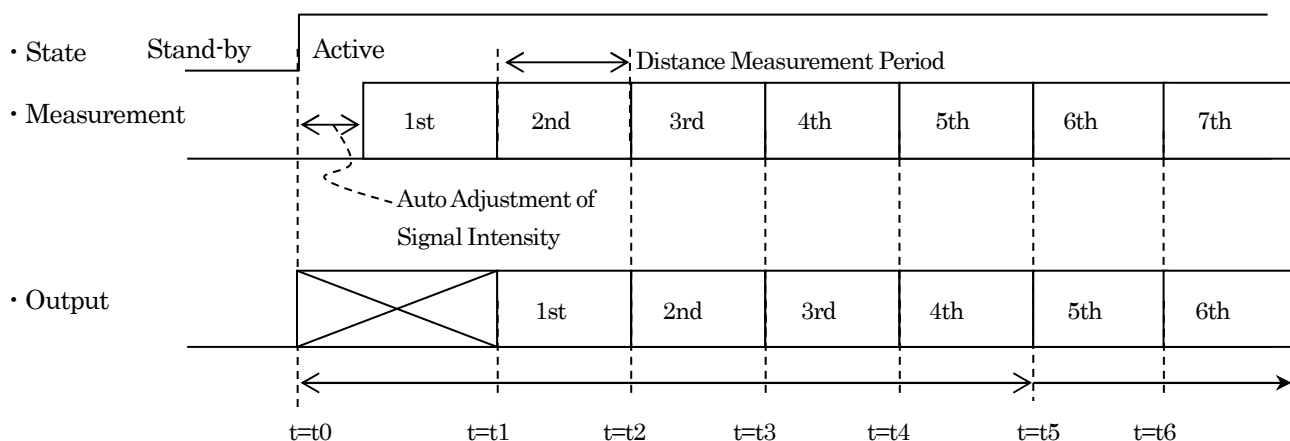 ・State Stand-by Active
Distance Measurement Period
・Measurement 1st 2nd 3rd 4th 5th 6th 7th
Auto Adjustment of
Signal Intensity
・Output 1st 2nd 3rd 4th 5th 6th
t=t0 t=t1 t=t2 t=t3 t=t4 t=t5 t=t6